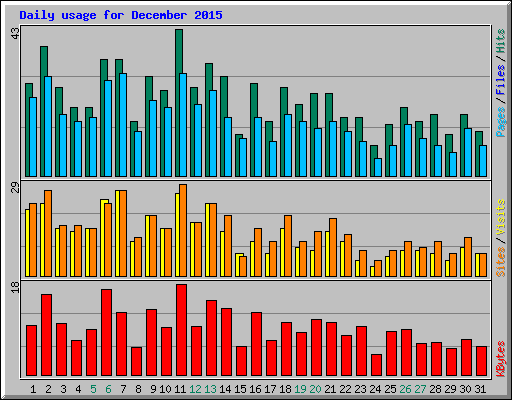 Daily usage for December 2015
43
Pages / Files / Hits
29
Sites / Visits
18
KBytes
1 2 3 4 5 6 7 8 9 10 11 12 13 14 15 16 17 18 19 20 21 22 23 24 25 26 27 28 29 30 31